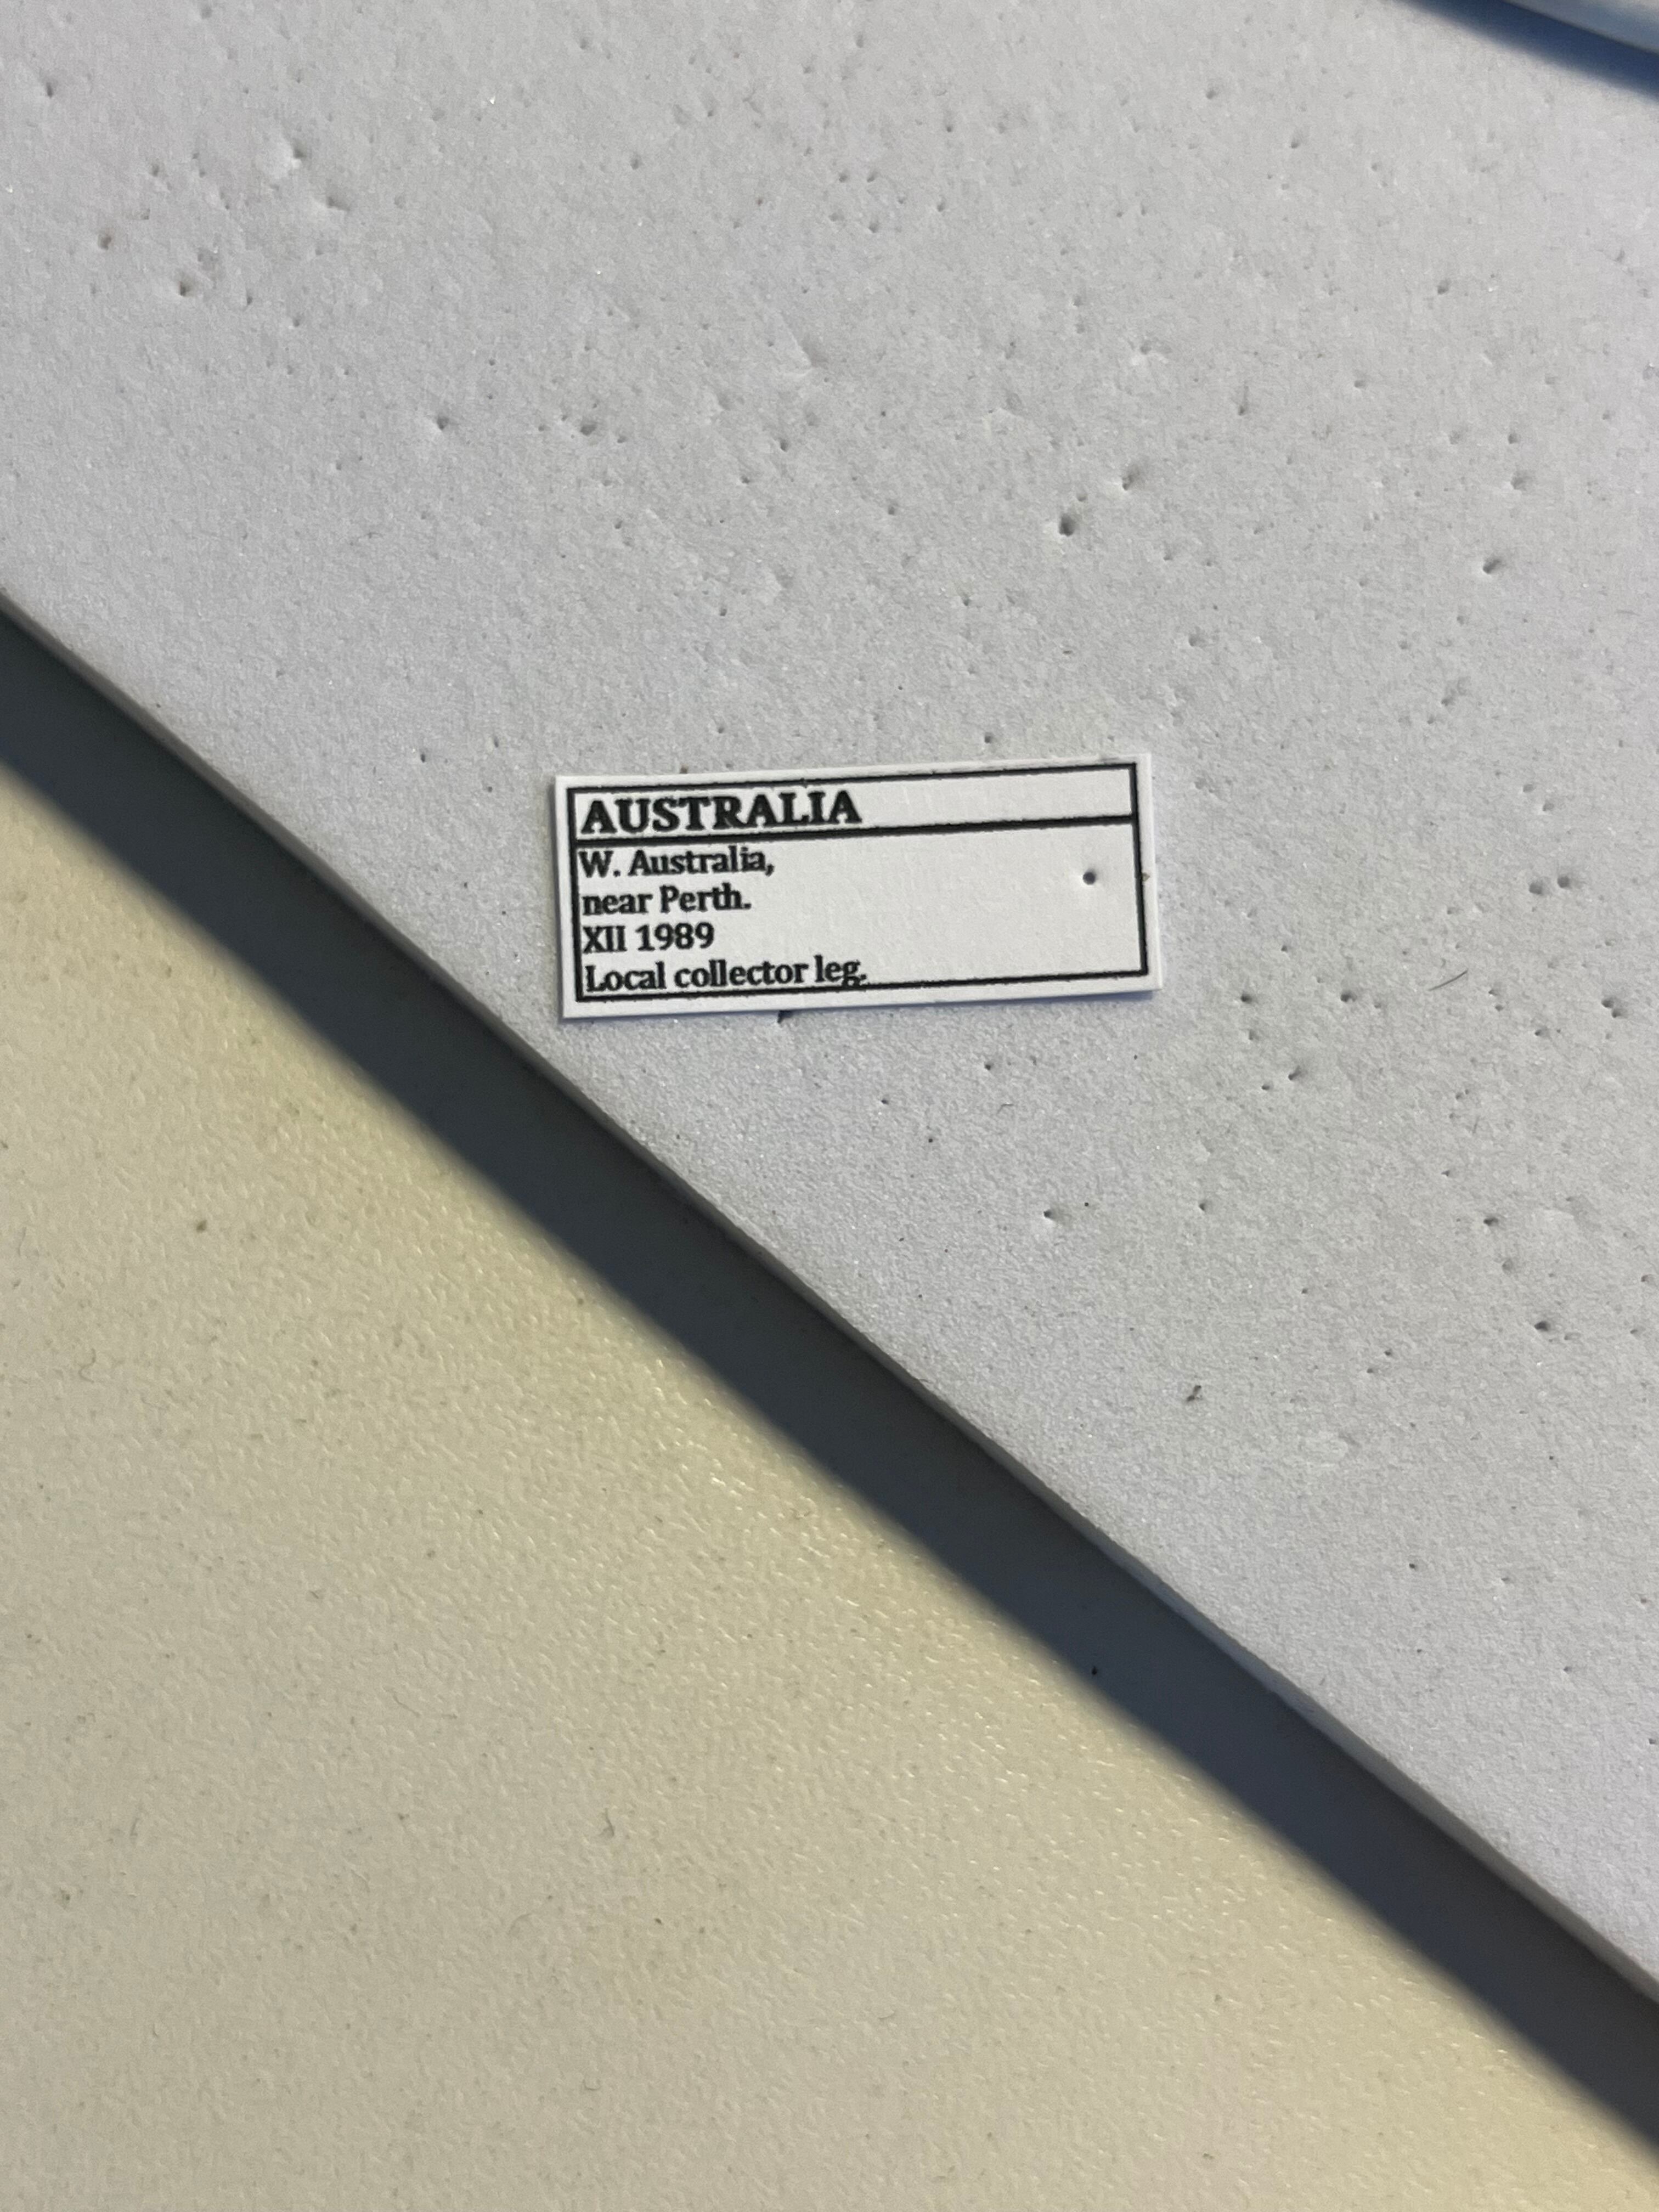 AUSTRALIA
W. Australia,
near Perth.
XII 1989
Local collector leg.